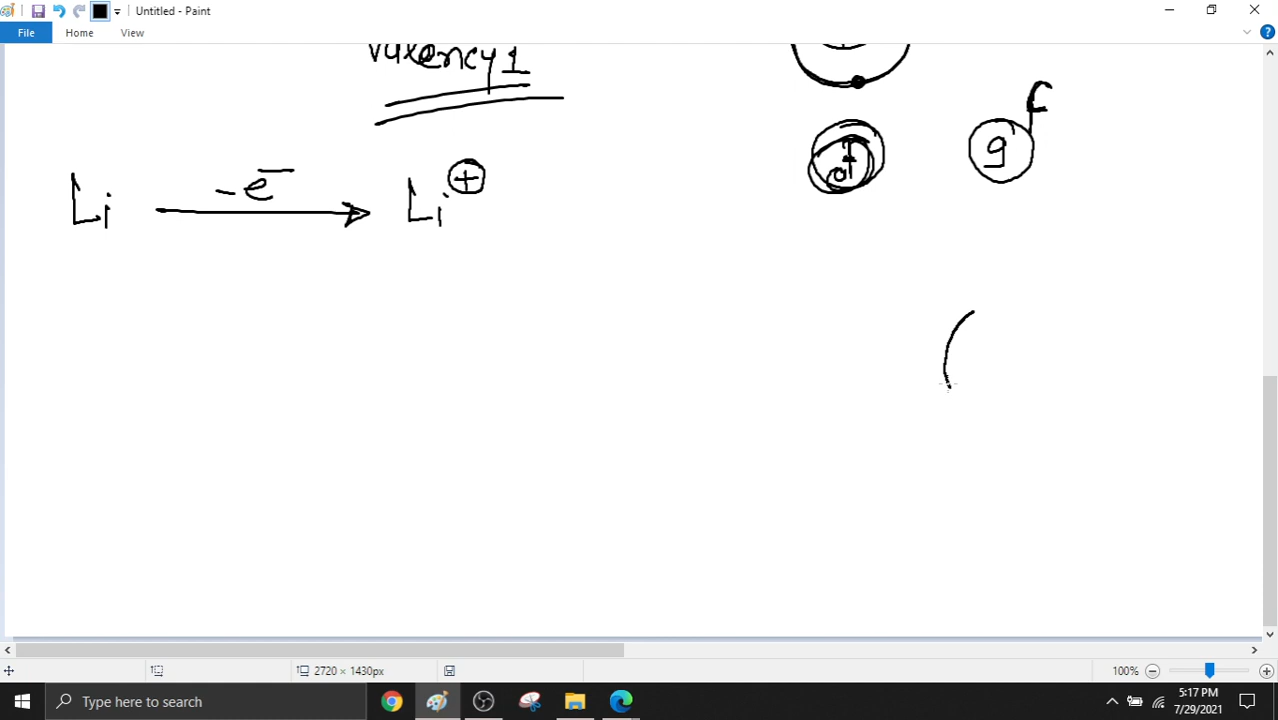 Untitled - Paint
File Home View
valency 1
9 F
Li -e⁻ → Li⊕
2720 × 1430px
100%
Type here to search
5:17 PM
7/29/2021